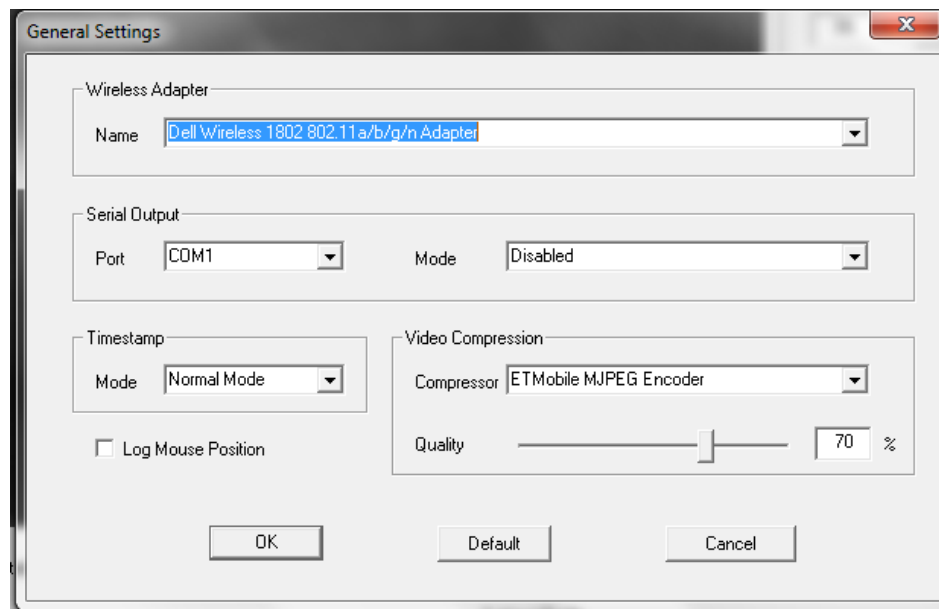 General Settings
Wireless Adapter
Name Dell Wireless 1802 802.11a/b/g/n Adapter
Serial Output
Port COM1 Mode Disabled
Timestamp Video Compression
Mode Normal Mode Compressor ETMobile MJPEG Encoder
Log Mouse Position Quality 70 %
OK Default Cancel